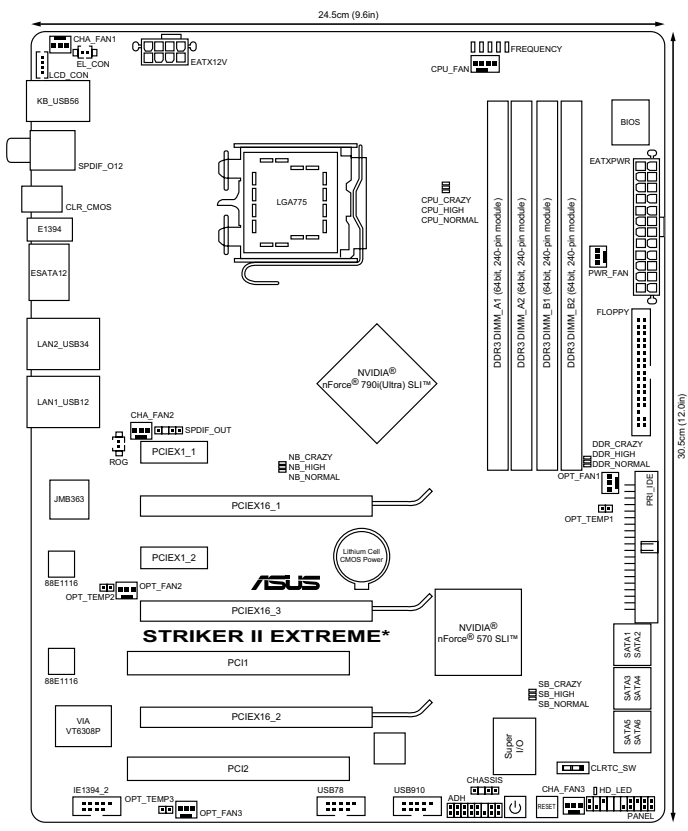 24.5cm (9.6in)
CHA_FAN1
EL_CON
LCD_CON
EATX12V
FREQUENCY
CPU_FAN
KB_USB56
BIOS
SPDIF_O12
EATXPWR
LGA775
CPU_CRAZY
CPU_HIGH
CPU_NORMAL
CLR_CMOS
E1394
ESATA12
DDR3 DIMM_A1 (64bit, 240-pin module)
DDR3 DIMM_A2 (64bit, 240-pin module)
DDR3 DIMM_B1 (64bit, 240-pin module)
DDR3 DIMM_B2 (64bit, 240-pin module)
PWR_FAN
FLOPPY
LAN2_USB34
NVIDIA®
nForce® 790i(Ultra) SLI™
LAN1_USB12
30.5cm (12.0in)
CHA_FAN2
SPDIF_OUT
ROG
PCIEX1_1
NB_CRAZY
NB_HIGH
NB_NORMAL
DDR_CRAZY
DDR_HIGH
DDR_NORMAL
OPT_FAN1
PRI_IDE
JMB363
PCIEX16_1
OPT_TEMP1
PCIEX1_2
Lithium Cell
CMOS Power
88E1116
OPT_TEMP2
OPT_FAN2
ASUS
PCIEX16_3
STRIKER II EXTREME*
NVIDIA®
nForce® 570 SLI™
SATA1
SATA2
88E1116
PCI1
SATA3
SATA4
SB_CRAZY
SB_HIGH
SB_NORMAL
VIA
VT6308P
PCIEX16_2
Super
I/O
SATA5
SATA6
PCI2
CLRTC_SW
IE1394_2
OPT_TEMP3
OPT_FAN3
USB78
USB910
CHASSIS
ADH
RESET
CHA_FAN3
HD_LED
PANEL